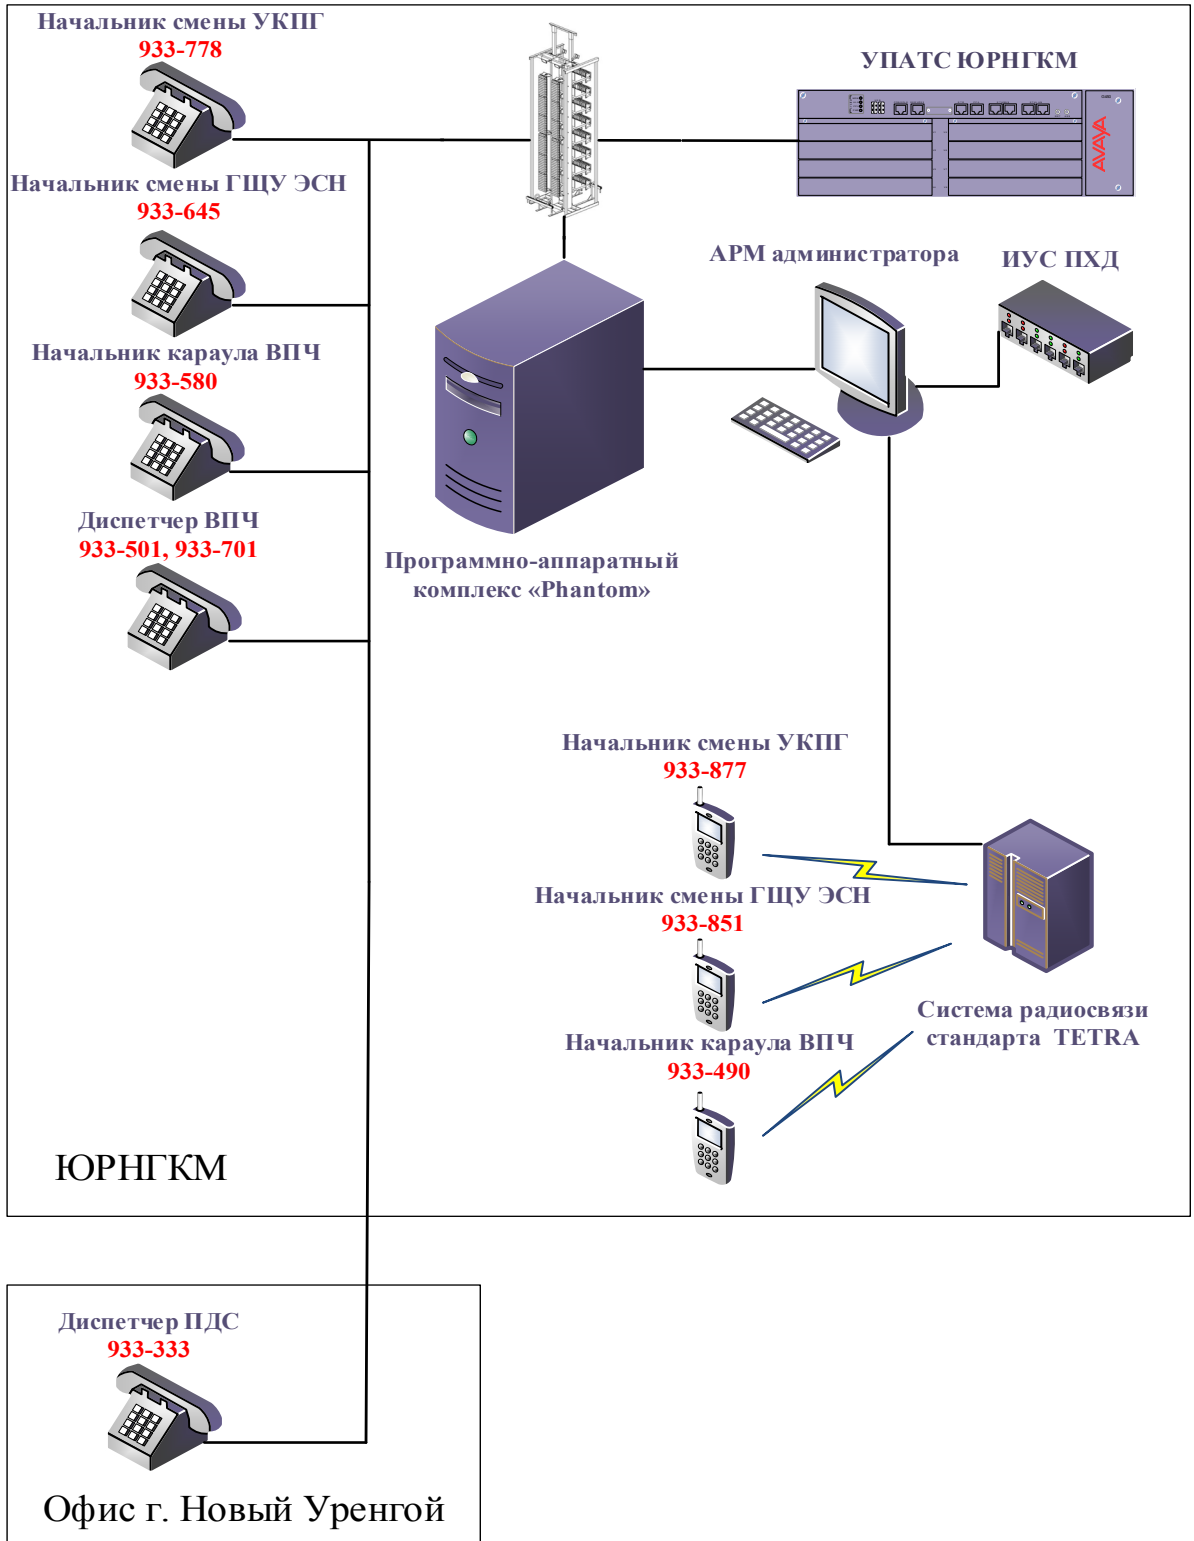 Начальник смены УКПГ
933-778
УПАТС ЮРНГКМ
AVAYA
Начальник смены ГЩУ ЭСН
933-645
АРМ администратора
ИУС ПХД
Начальник караула ВПЧ
933-580
Диспетчер ВПЧ
933-501, 933-701
Программно-аппаратный
комплекс «Phantom»
Начальник смены УКПГ
933-877
Начальник смены ГЩУ ЭСН
933-851
Система радиосвязи
стандарта TETRA
Начальник караула ВПЧ
933-490
ЮРНГКМ
Диспетчер ПДС
933-333
Офис г. Новый Уренгой